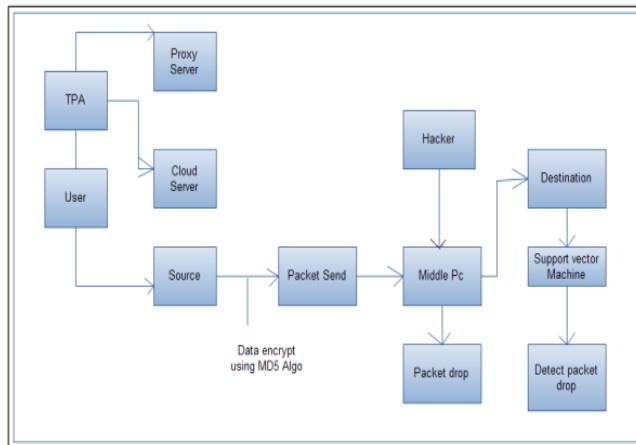 Proxy
Server
TPA
Hacker
Cloud
Server
Destination
User
Source
Packet Send
Middle Pc
Support vector
Machine
Data encrypt
using MD5 Algo
Packet drop
Detect packet
drop